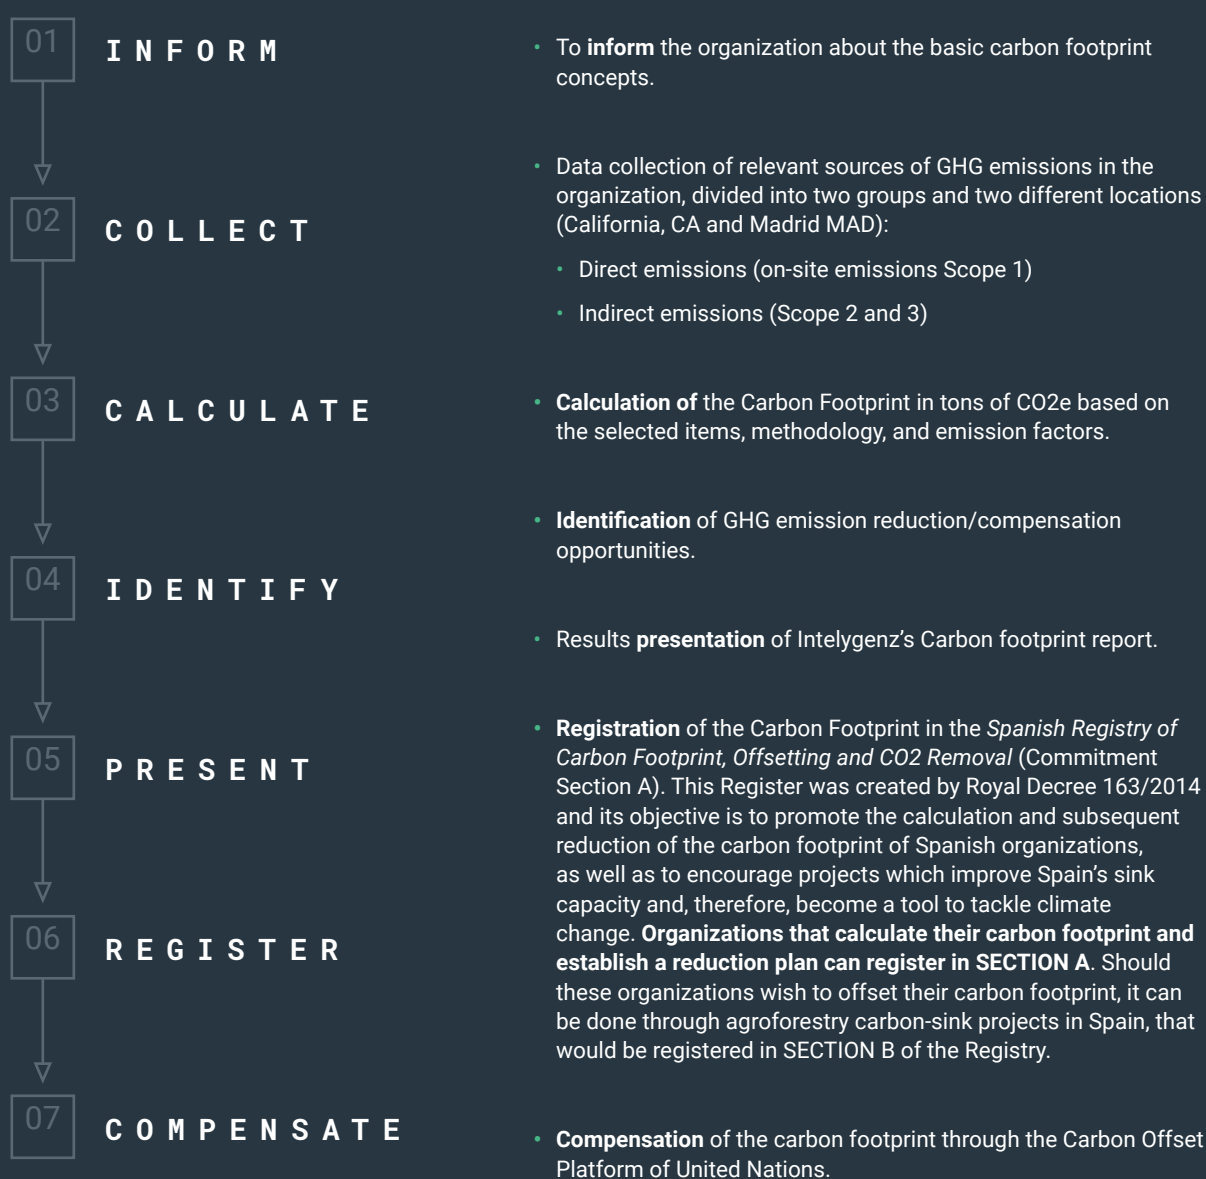 01
INFORM
02
COLLECT
03
CALCULATE
04
IDENTIFY
05
PRESENT
06
REGISTER
07
COMPENSATE
• To inform the organization about the basic carbon footprint
concepts.
• Data collection of relevant sources of GHG emissions in the
organization, divided into two groups and two different locations
(California, CA and Madrid MAD):
• Direct emissions (on-site emissions Scope 1)
• Indirect emissions (Scope 2 and 3)
• Calculation of the Carbon Footprint in tons of CO2e based on
the selected items, methodology, and emission factors.
• Identification of GHG emission reduction/compensation
opportunities.
• Results presentation of Intelygenz’s Carbon footprint report.
• Registration of the Carbon Footprint in the Spanish Registry of
Carbon Footprint, Offsetting and CO2 Removal (Commitment
Section A). This Register was created by Royal Decree 163/2014
and its objective is to promote the calculation and subsequent
reduction of the carbon footprint of Spanish organizations,
as well as to encourage projects which improve Spain’s sink
capacity and, therefore, become a tool to tackle climate
change. Organizations that calculate their carbon footprint and
establish a reduction plan can register in SECTION A. Should
these organizations wish to offset their carbon footprint, it can
be done through agroforestry carbon-sink projects in Spain, that
would be registered in SECTION B of the Registry.
• Compensation of the carbon footprint through the Carbon Offset
Platform of United Nations.